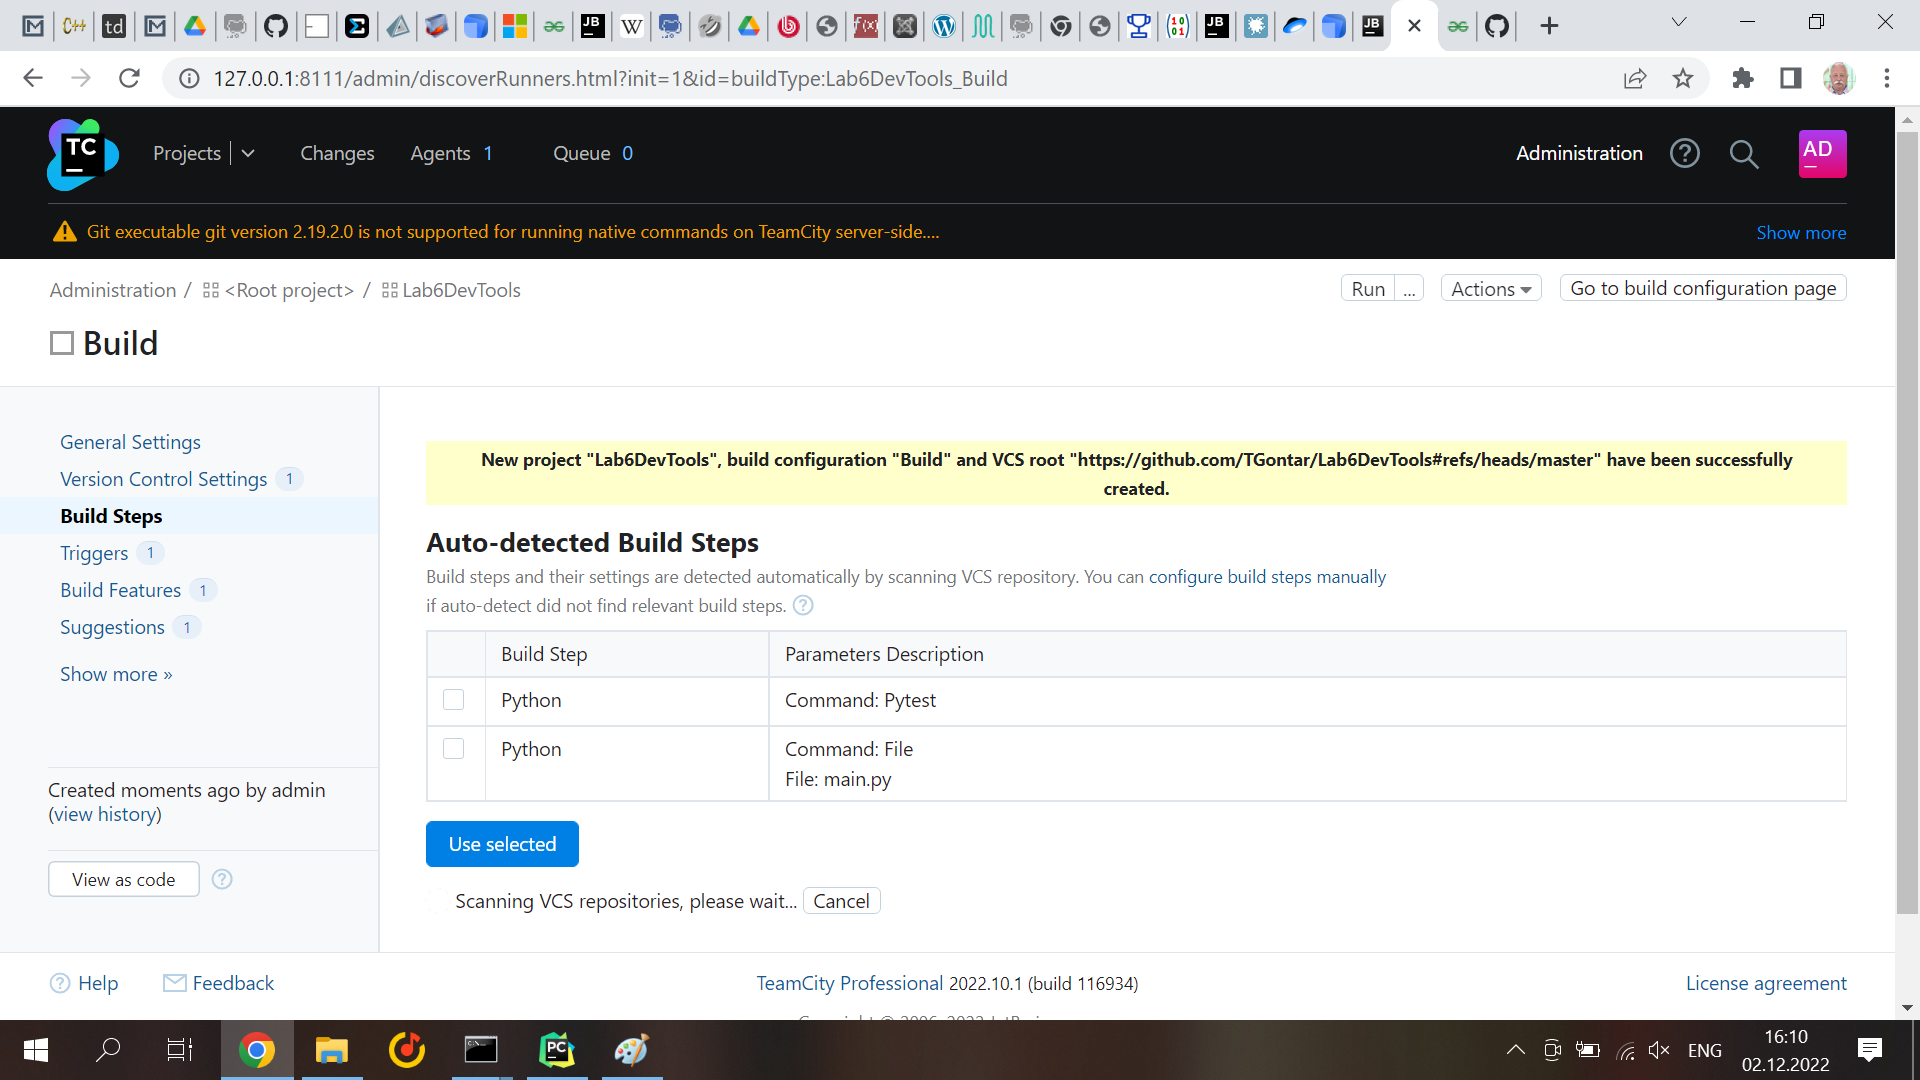 127.0.0.1:8111/admin/discoverRunners.html?init=1&id=buildType:Lab6DevTools_Build
TC
Projects
Changes
Agents 1
Queue 0
Administration
AD
Git executable git version 2.19.2.0 is not supported for running native commands on TeamCity server-side....
Show more
Administration / <Root project> / Lab6DevTools
Run ...
Actions
Go to build configuration page
Build
General Settings
Version Control Settings 1
Build Steps
Triggers 1
Build Features 1
Suggestions 1
Show more »
Created moments ago by admin
(view history)
View as code
New project "Lab6DevTools", build configuration "Build" and VCS root "https://github.com/TGontar/Lab6DevTools#refs/heads/master" have been successfully
created.
Auto-detected Build Steps
Build steps and their settings are detected automatically by scanning VCS repository. You can configure build steps manually
if auto-detect did not find relevant build steps.
Build Step Parameters Description
Python Command: Pytest
Python Command: File
File: main.py
Use selected
Scanning VCS repositories, please wait... Cancel
Help
Feedback
TeamCity Professional 2022.10.1 (build 116934)
License agreement
ENG
16:10
02.12.2022